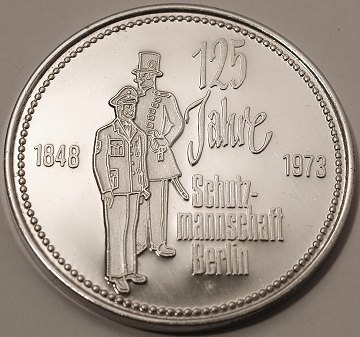 125
Jahre
1848
1973
Schutz-
mannschaft
Berlin